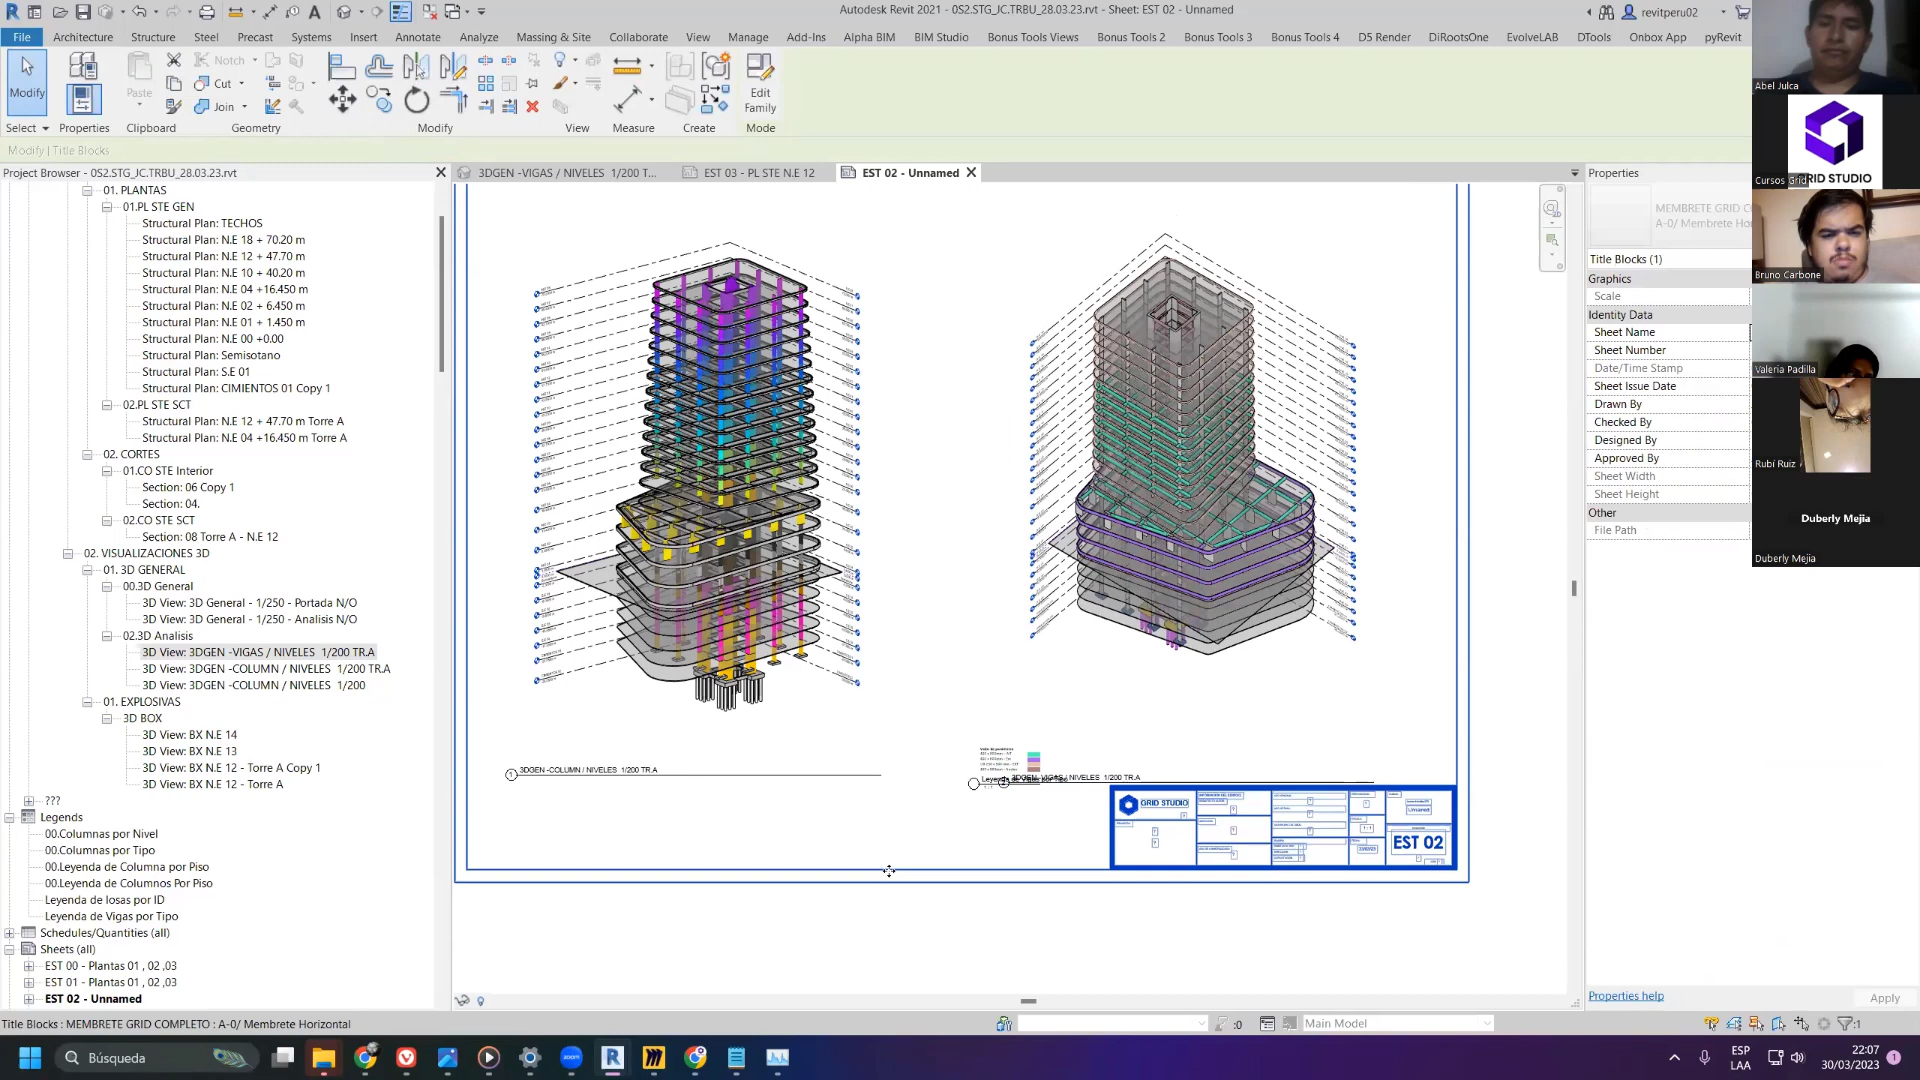 Autodesk Revit 2021 - 0S2.STG_JC.TRBU_28.03.23.rvt - Sheet: EST 02 - Unnamed
revitperu02
File Architecture Structure Steel Precast Systems Insert Annotate Analyze Massing & Site Collaborate View Manage Add-Ins Alpha BIM BIM Studio Bonus Tools Views Bonus Tools 2 Bonus Tools 3 Bonus Tools 4 D5 Render DiRootsOne EvolveLAB DTools Onbox App pyRevit
Modify
Paste
Notch
Cut
Join
Edit Family
Select Properties Clipboard Geometry Modify View Measure Create Mode
Modify | Title Blocks
Project Browser - 0S2.STG_JC.TRBU_28.03.23.rvt
01. PLANTAS
01.PL STE GEN
Structural Plan: TECHOS
Structural Plan: N.E 18 + 70.20 m
Structural Plan: N.E 12 + 47.70 m
Structural Plan: N.E 10 + 40.20 m
Structural Plan: N.E 04 +16.450 m
Structural Plan: N.E 02 + 6.450 m
Structural Plan: N.E 01 + 1.450 m
Structural Plan: N.E 00 +0.00
Structural Plan: Semisotano
Structural Plan: S.E 01
Structural Plan: CIMIENTOS 01 Copy 1
02.PL STE SCT
Structural Plan: N.E 12 + 47.70 m Torre A
Structural Plan: N.E 04 +16.450 m Torre A
02. CORTES
01.CO STE Interior
Section: 06 Copy 1
Section: 04.
02.CO STE SCT
Section: 08 Torre A - N.E 12
02. VISUALIZACIONES 3D
01. 3D GENERAL
00.3D General
3D View: 3D General - 1/250 - Portada N/O
3D View: 3D General - 1/250 - Analisis N/O
02.3D Analisis
3D View: 3DGEN -VIGAS / NIVELES 1/200 TR.A
3D View: 3DGEN -COLUMN / NIVELES 1/200 TR.A
3D View: 3DGEN -COLUMN / NIVELES 1/200
01. EXPLOSIVAS
3D BOX
3D View: BX N.E 14
3D View: BX N.E 13
3D View: BX N.E 12 - Torre A Copy 1
3D View: BX N.E 12 - Torre A
???
Legends
00.Columnas por Nivel
00.Columnas por Tipo
00.Leyenda de Columna por Piso
00.Leyenda de Columnos Por Piso
Leyenda de losas por ID
Leyenda de Vigas por Tipo
Schedules/Quantities (all)
Sheets (all)
EST 00 - Plantas 01 , 02 ,03
EST 01 - Plantas 01 , 02 ,03
EST 02 - Unnamed
3DGEN -VIGAS / NIVELES 1/200 T...
EST 03 - PL STE N.E 12
EST 02 - Unnamed
1 3DGEN -COLUMN / NIVELES 1/200 TR.A
2 3DGEN -VIGAS / NIVELES 1/200 TR.A
GRID STUDIO
Unnamed
EST 02
Properties
MEMBRETE GRID C
A-0/ Membrete Hori
Title Blocks (1)
Graphics
Scale
Identity Data
Sheet Name
Sheet Number
Date/Time Stamp
Sheet Issue Date
Drawn By
Checked By
Designed By
Approved By
Sheet Width
Sheet Height
Other
File Path
Properties help
Apply
Abel Julca
GRID STUDIO
Cursos Grid
Bruno Carbone
Valeria Padilla
Rubí Ruiz
Duberly Mejia
Duberly Mejia
Title Blocks : MEMBRETE GRID COMPLETO : A-0/ Membrete Horizontal
:0
Main Model
:1
Búsqueda
ESP
LAA
22:07
30/03/2023
1